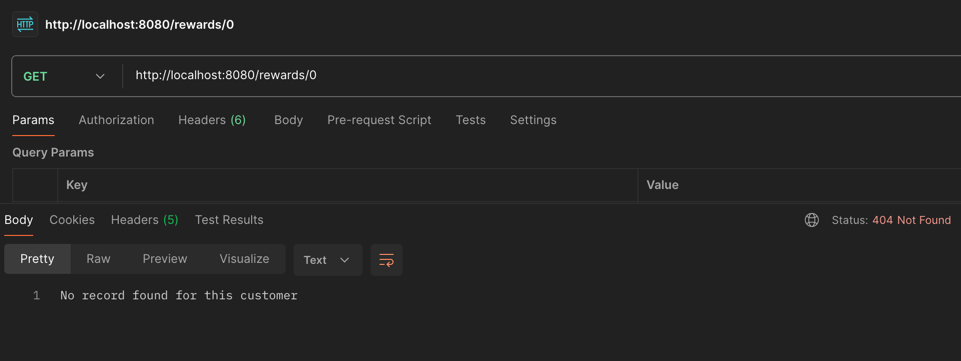 HTTP http://localhost:8080/rewards/0
GET http://localhost:8080/rewards/0
Params Authorization Headers (6) Body Pre-request Script Tests Settings
Query Params
Key Value
Body Cookies Headers (5) Test Results Status: 404 Not Found
Pretty Raw Preview Visualize Text
1 No record found for this customer